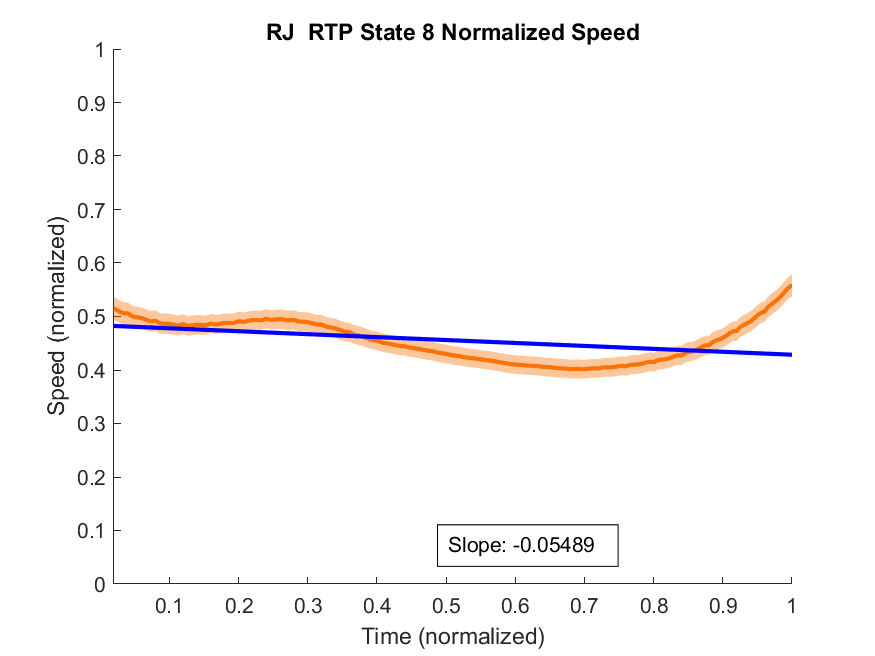 RJ  RTP State 8 Normalized Speed
1
0.9
0.8
0.7
0.6
0.5
0.4
0.3
0.2
0.1
0
Speed (normalized)
Slope: -0.05489
0.1 0.2 0.3 0.4 0.5 0.6 0.7 0.8 0.9 1
Time (normalized)